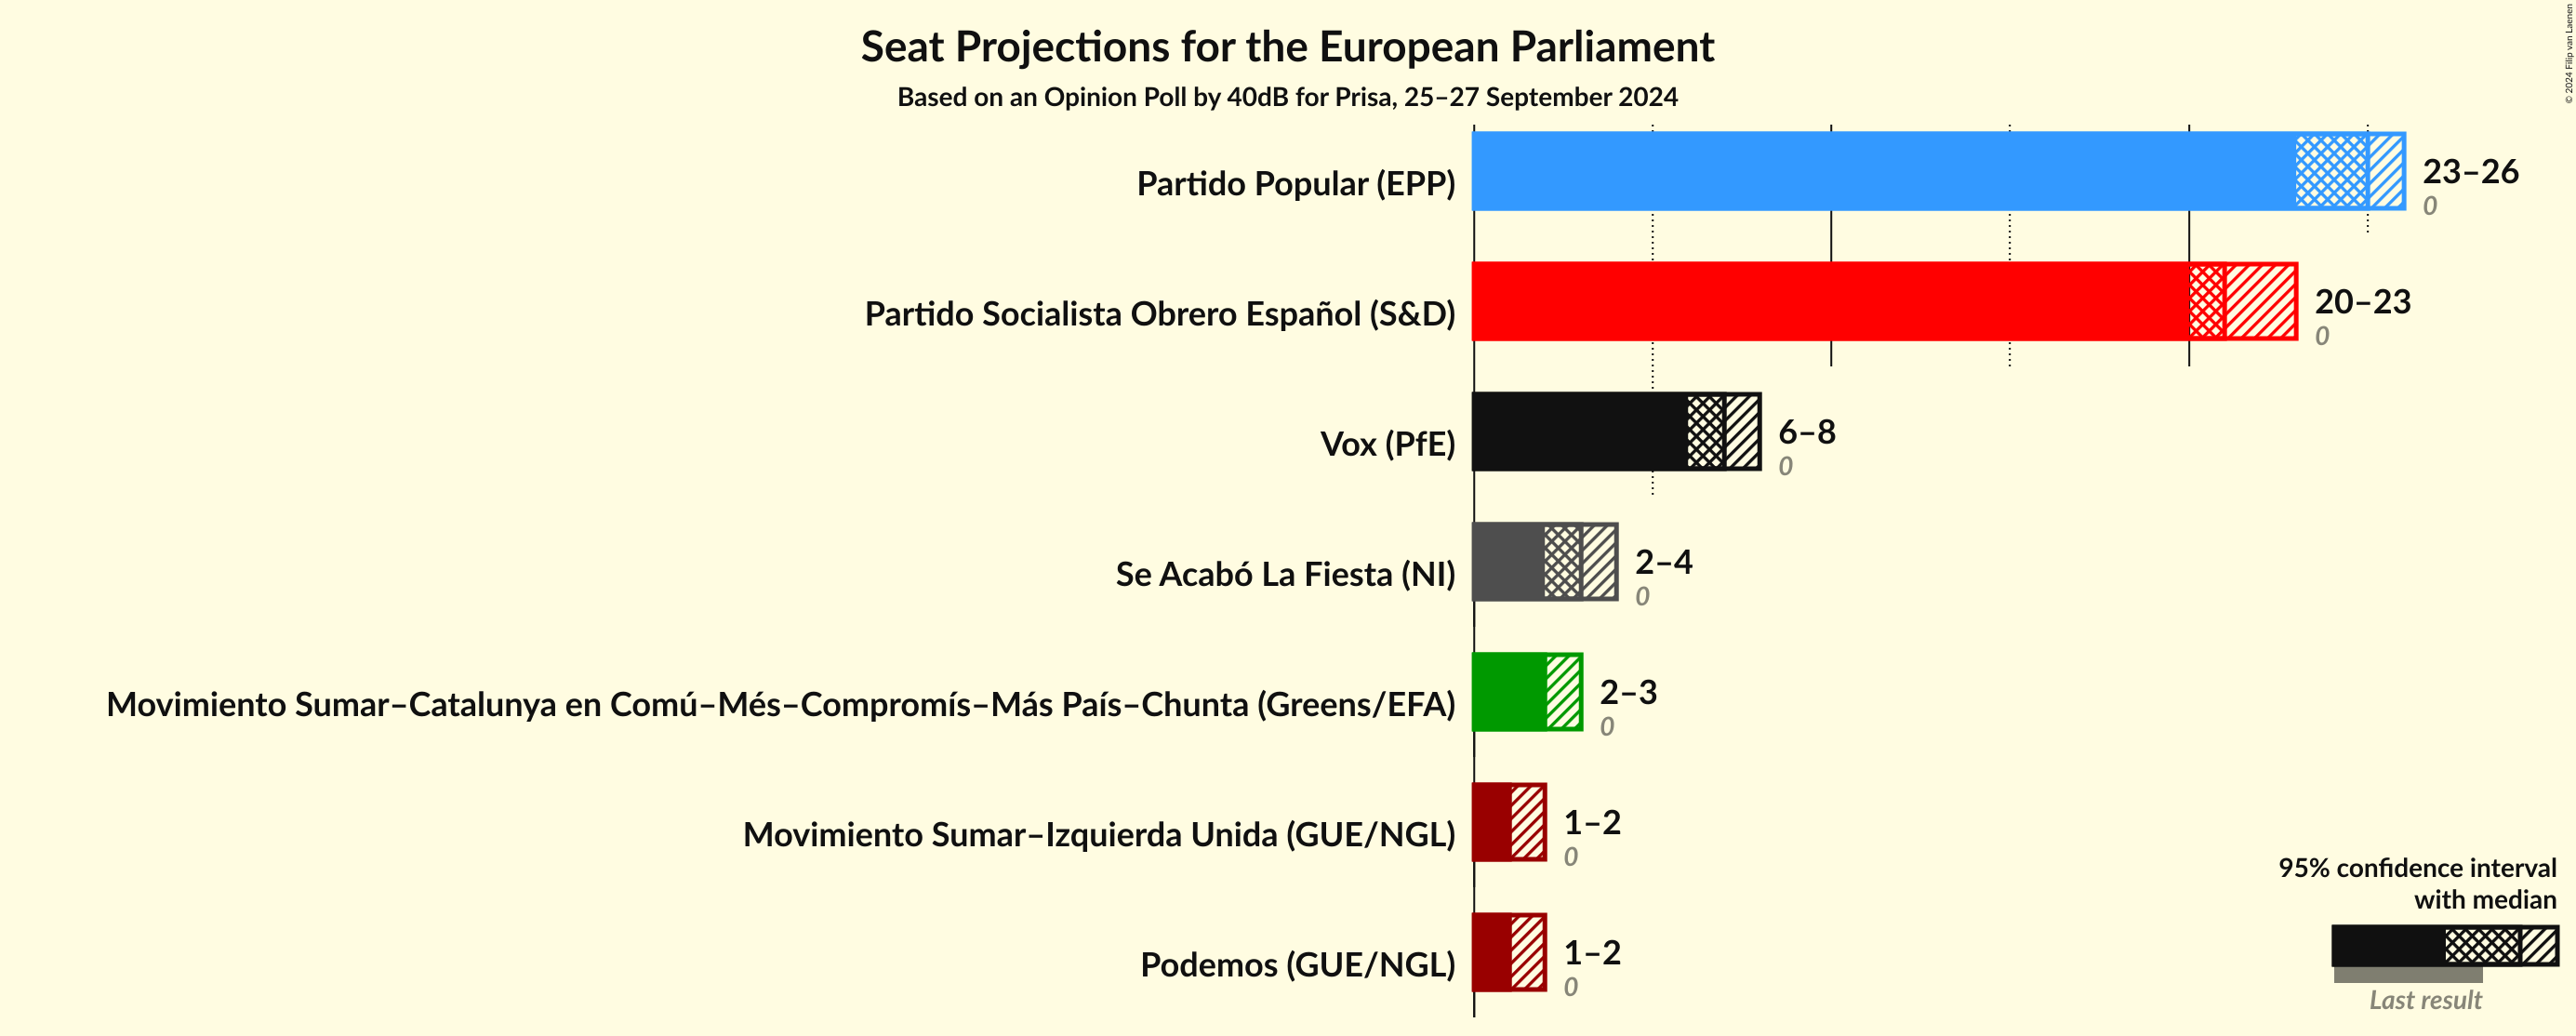 Seat Projections for the European Parliament
Based on an Opinion Poll by 40dB for Prisa, 25–27 September 2024
© 2024 Filip van Laenen
Partido Popular (EPP)
23–26
0
Partido Socialista Obrero Español (S&D)
20–23
0
Vox (PfE)
6–8
0
Se Acabó La Fiesta (NI)
2–4
0
Movimiento Sumar–Catalunya en Comú–Més–Compromís–Más País–Chunta (Greens/EFA)
2–3
0
Movimiento Sumar–Izquierda Unida (GUE/NGL)
1–2
0
Podemos (GUE/NGL)
1–2
0
95% confidence interval
with median
Last result